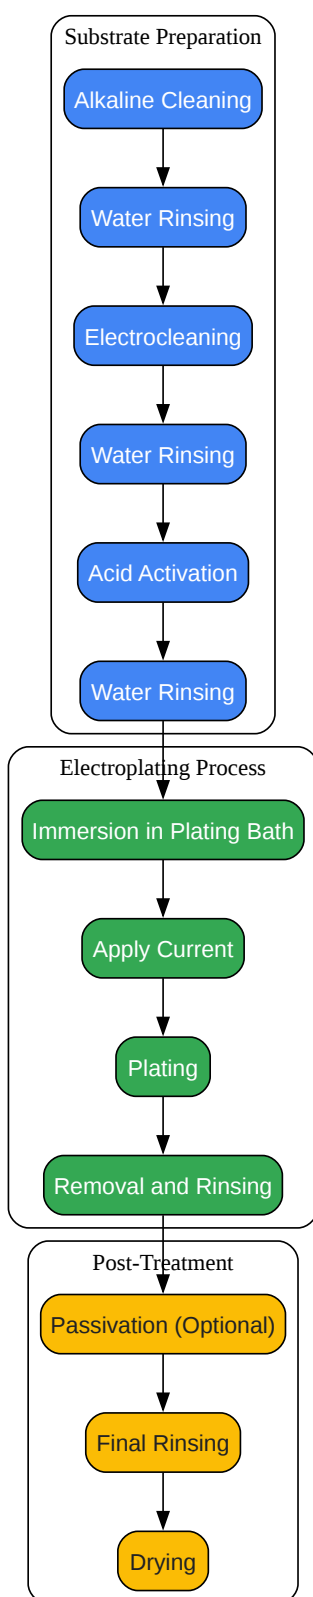 Substrate Preparation
Alkaline Cleaning
Water Rinsing
Electrocleaning
Water Rinsing
Acid Activation
Water Rinsing
Electroplating Process
Immersion in Plating Bath
Apply Current
Plating
Removal and Rinsing
Post-Treatment
Passivation (Optional)
Final Rinsing
Drying